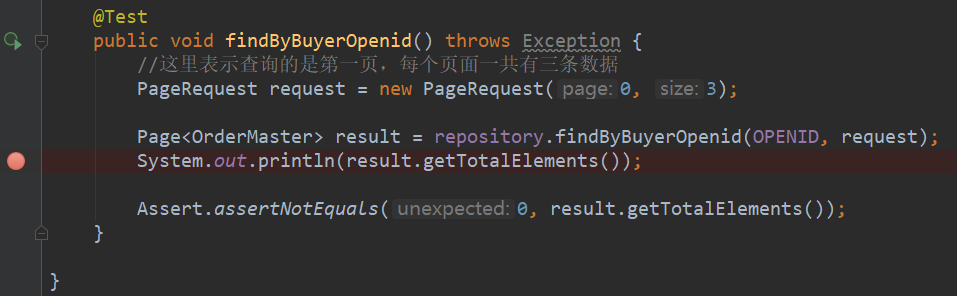 @Test
public void findByBuyerOpenid() throws Exception {
//这里表示查询的是第一页，每个页面一共有三条数据
PageRequest request = new PageRequest( page: 0, size: 3);
Page<OrderMaster> result = repository.findByBuyerOpenid(OPENID, request);
System.out.println(result.getTotalElements());
Assert.assertNotEquals( unexpected: 0, result.getTotalElements());
}
}